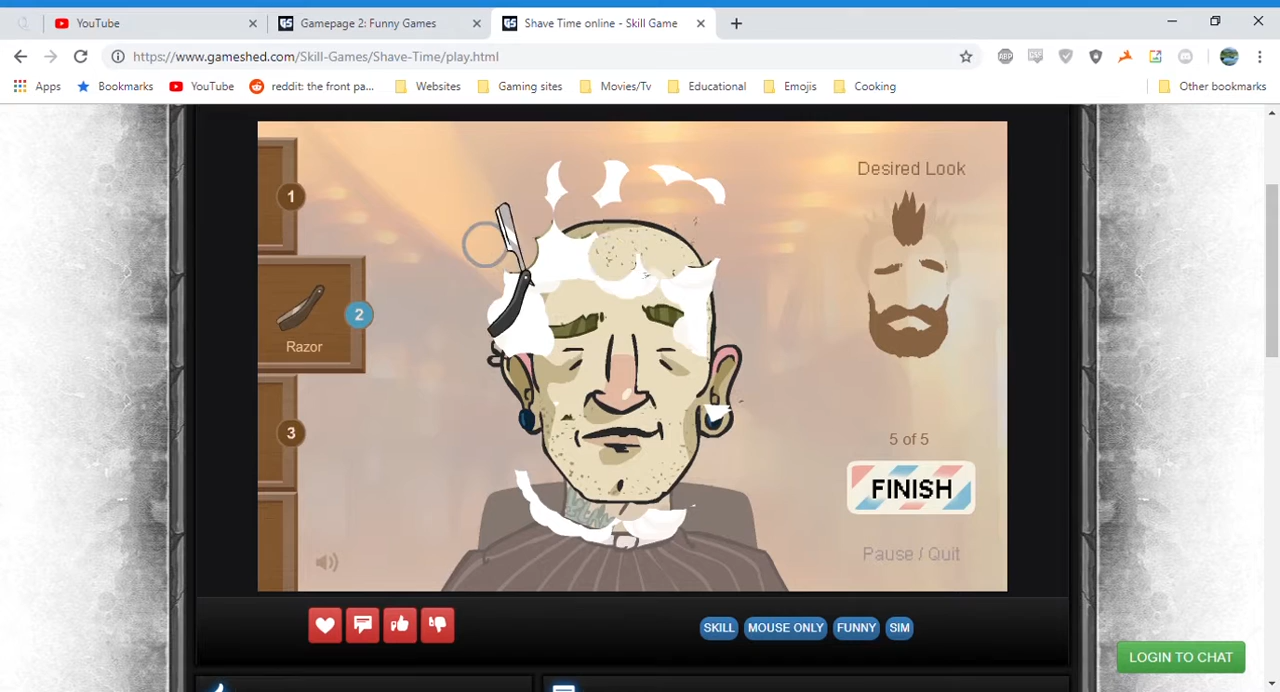 YouTube
Gamepage 2: Funny Games
Shave Time online - Skill Game
https://www.gameshed.com/Skill-Games/Shave-Time/play.html
ABP
Apps Bookmarks YouTube reddit: the front pa... Websites Gaming sites Movies/Tv Educational Emojis Cooking Other bookmarks
Desired Look
1
2
Razor
3
5 of 5
FINISH
Pause / Quit
SKILL MOUSE ONLY FUNNY SIM
LOGIN TO CHAT